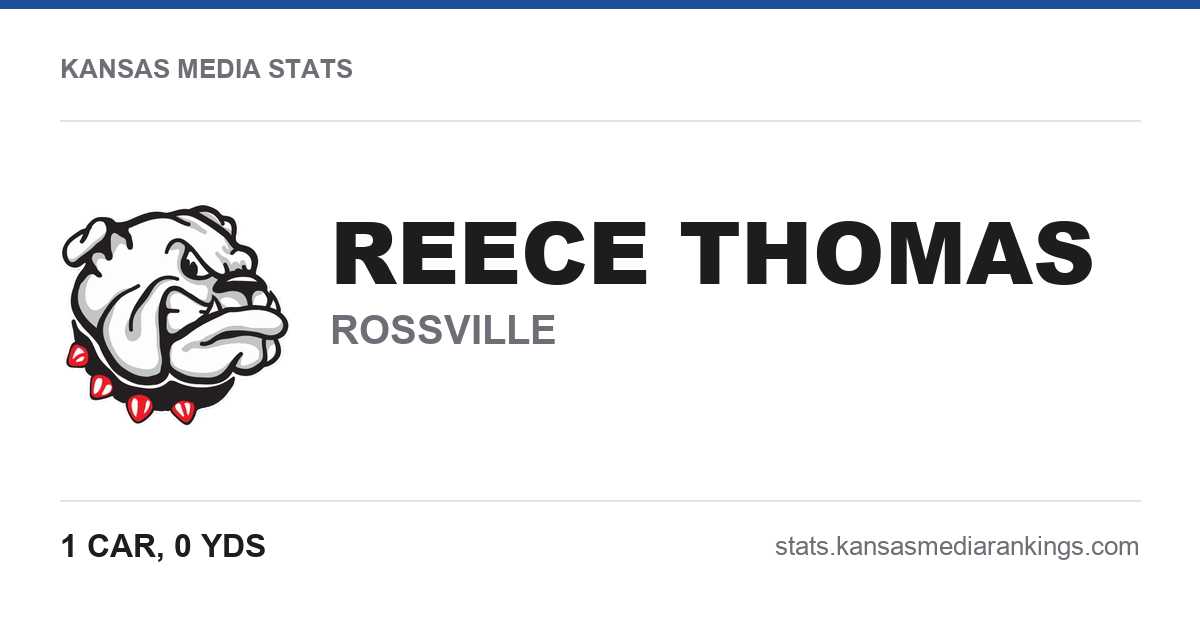 KANSAS MEDIA STATS
REECE THOMAS
ROSSVILLE
1 CAR, 0 YDS
stats.kansasmediarankings.com